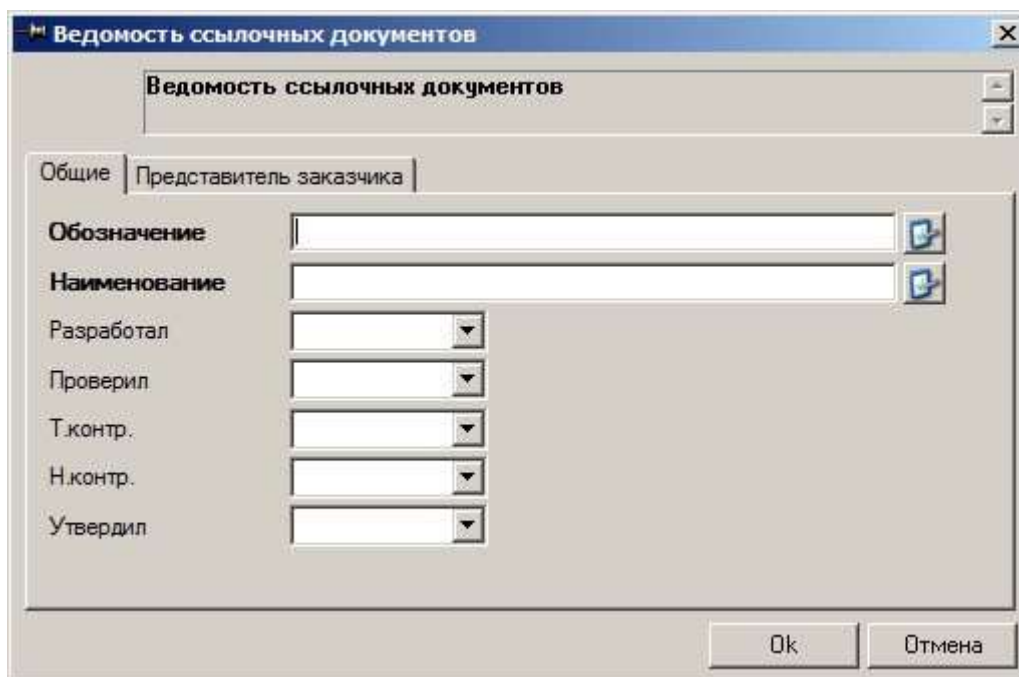 Ведомость ссылочных документов
Ведомость ссылочных документов
Общие Представитель заказчика
Обозначение
Наименование
Разработал
Проверил
Т.контр.
Н.контр.
Утвердил
Ok Отмена